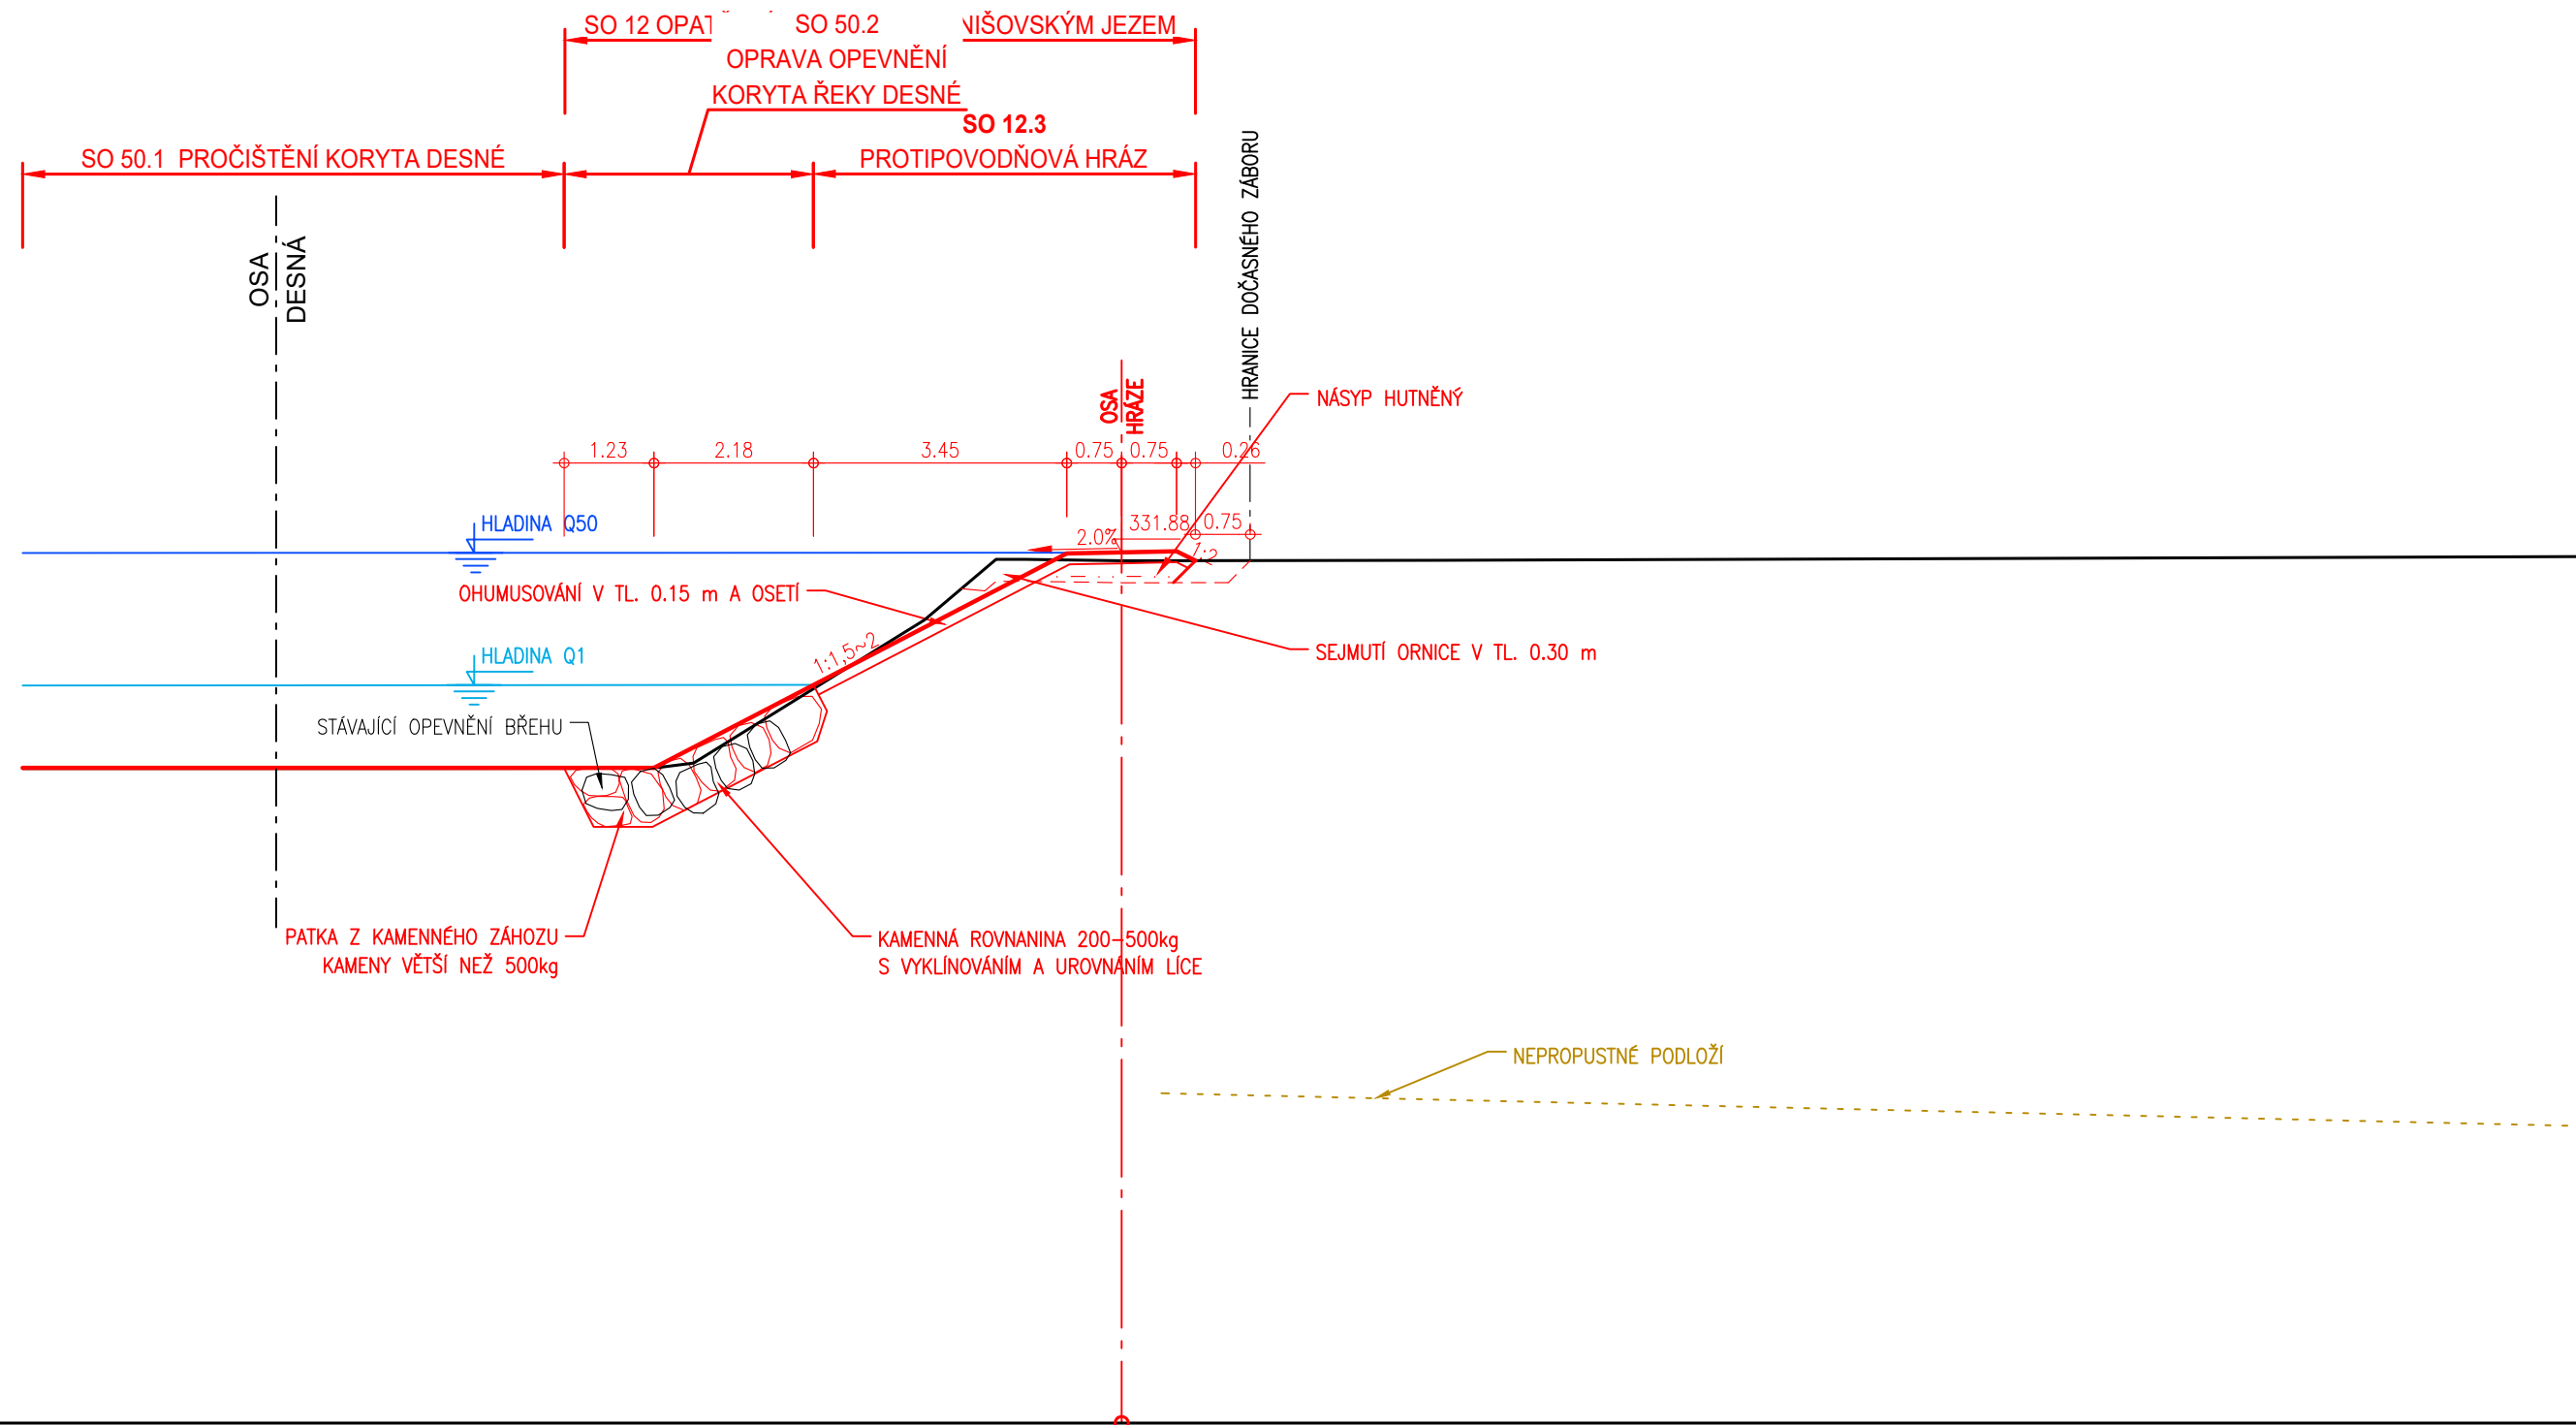 SO 12 OPAT
NIŠOVSKÝM JEZEM
SO 50.2
OPRAVA OPEVNĚNÍ
KORYTA ŘEKY DESNÉ
SO 12.3
PROTIPOVODŇOVÁ HRÁZ
SO 50.1 PROČIŠTĚNÍ KORYTA DESNÉ
OSA
DESNÁ
HRANICE DOČASNÉHO ZÁBORU
OSA
HRÁZE
NÁSYP HUTNĚNÝ
1.23
2.18
3.45
0.75
0.75
0.26
HLADINA Q50
2.0%
331.88
0.75
1:2
OHUMUSOVÁNÍ V TL. 0.15 m A OSETÍ
1:1,5~2
SEJMUTÍ ORNICE V TL. 0.30 m
HLADINA Q1
STÁVAJÍCÍ OPEVNĚNÍ BŘEHU
PATKA Z KAMENNÉHO ZÁHOZU
KAMENY VĚTŠÍ NEŽ 500kg
KAMENNÁ ROVNANINA 200-500kg
S VYKLÍNOVÁNÍM A UROVNÁNÍM LÍCE
NEPROPUSTNÉ PODLOŽÍ